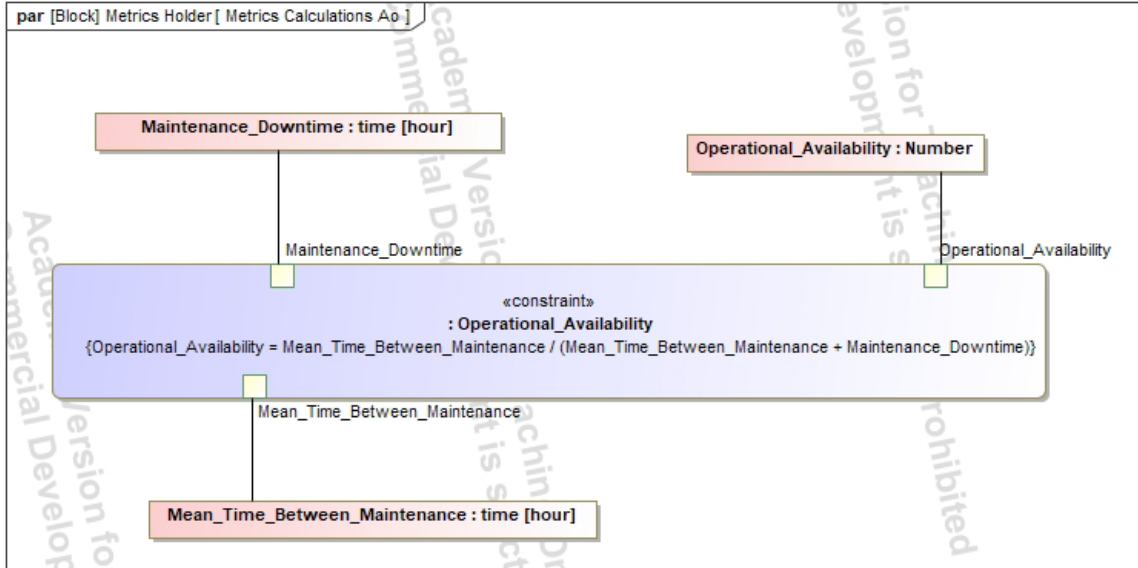 par [Block] Metrics Holder [ Metrics Calculations Ao ]
Maintenance_Downtime : time [hour]
Operational_Availability : Number
Maintenance_Downtime
Operational_Availability
«constraint»
: Operational_Availability
{Operational_Availability = Mean_Time_Between_Maintenance / (Mean_Time_Between_Maintenance + Maintenance_Downtime)}
Mean_Time_Between_Maintenance
Mean_Time_Between_Maintenance : time [hour]